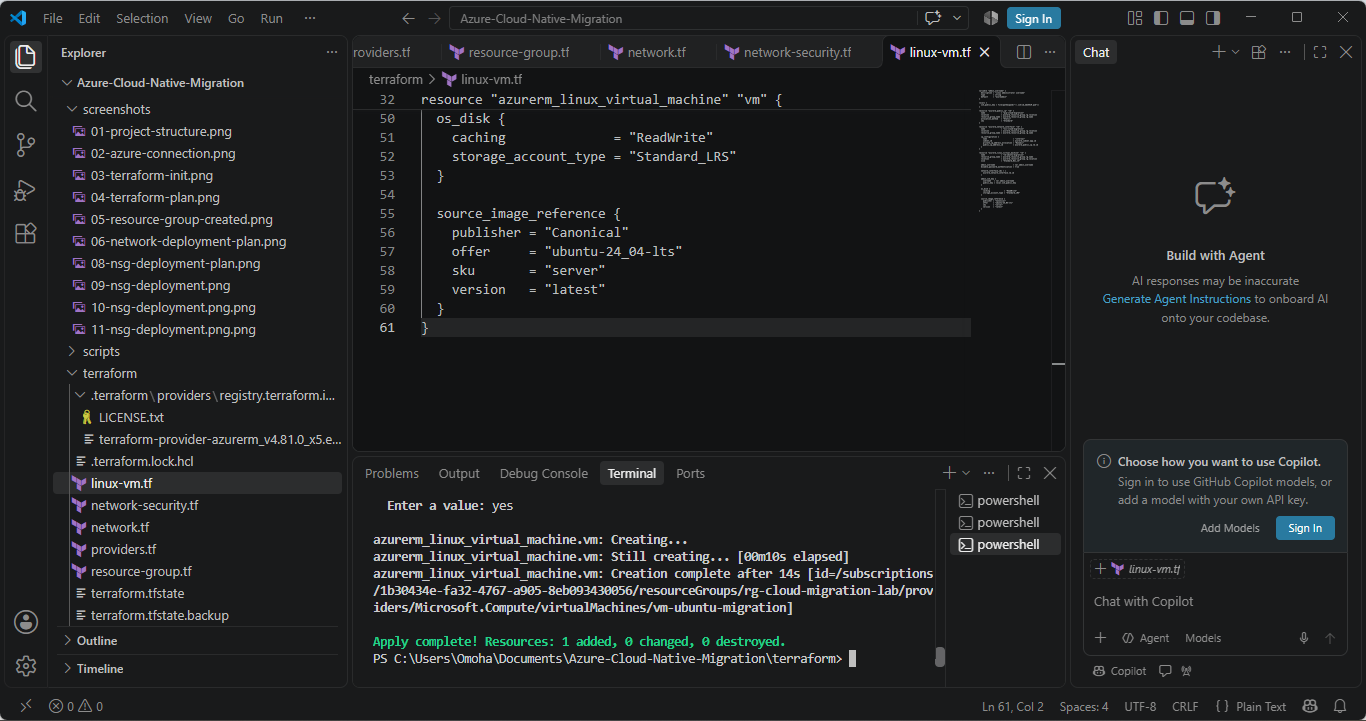 File Edit Selection View Go Run ··· Azure-Cloud-Native-Migration Sign In
Explorer
Azure-Cloud-Native-Migration
screenshots
01-project-structure.png
02-azure-connection.png
03-terraform-init.png
04-terraform-plan.png
05-resource-group-created.png
06-network-deployment-plan.png
08-nsg-deployment-plan.png
09-nsg-deployment.png
10-nsg-deployment.png.png
11-nsg-deployment.png.png
scripts
terraform
.terraform\providers\registry.terraform.i...
LICENSE.txt
terraform-provider-azurerm_v4.81.0_x5.e...
.terraform.lock.hcl
linux-vm.tf
network-security.tf
network.tf
providers.tf
resource-group.tf
terraform.tfstate
terraform.tfstate.backup
Outline
Timeline
roviders.tf resource-group.tf network.tf network-security.tf linux-vm.tf
terraform > linux-vm.tf
32 resource "azurerm_linux_virtual_machine" "vm" {
50 os_disk {
51 caching = "ReadWrite"
52 storage_account_type = "Standard_LRS"
53 }
54
55 source_image_reference {
56 publisher = "Canonical"
57 offer = "ubuntu-24_04-lts"
58 sku = "server"
59 version = "latest"
60 }
61 }
Problems Output Debug Console Terminal Ports
Enter a value: yes
azurerm_linux_virtual_machine.vm: Creating...
azurerm_linux_virtual_machine.vm: Still creating... [00m10s elapsed]
azurerm_linux_virtual_machine.vm: Creation complete after 14s [id=/subscriptions
/1b30434e-fa32-4767-a905-8eb093430056/resourceGroups/rg-cloud-migration-lab/prov
iders/Microsoft.Compute/virtualMachines/vm-ubuntu-migration]
Apply complete! Resources: 1 added, 0 changed, 0 destroyed.
PS C:\Users\Omoha\Documents\Azure-Cloud-Native-Migration\terraform>
powershell
powershell
powershell
Chat
Build with Agent
AI responses may be inaccurate
Generate Agent Instructions to onboard AI
onto your codebase.
Choose how you want to use Copilot.
Sign in to use GitHub Copilot models, or
add a model with your own API key.
Add Models Sign In
linux-vm.tf
Chat with Copilot
Agent Models
Copilot
0 0 Ln 61, Col 2 Spaces: 4 UTF-8 CRLF { } Plain Text